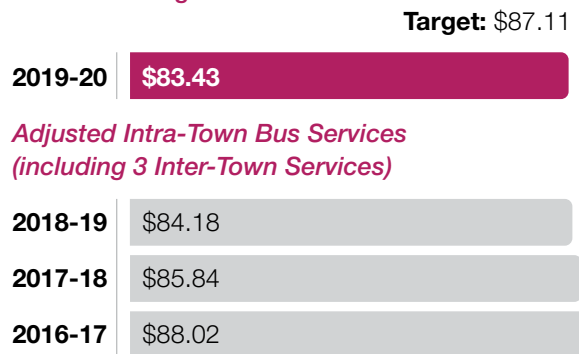 Target: $87.11
2019-20 $83.43
Adjusted Intra-Town Bus Services
(including 3 Inter-Town Services)
2018-19 $84.18
2017-18 $85.84
2016-17 $88.02